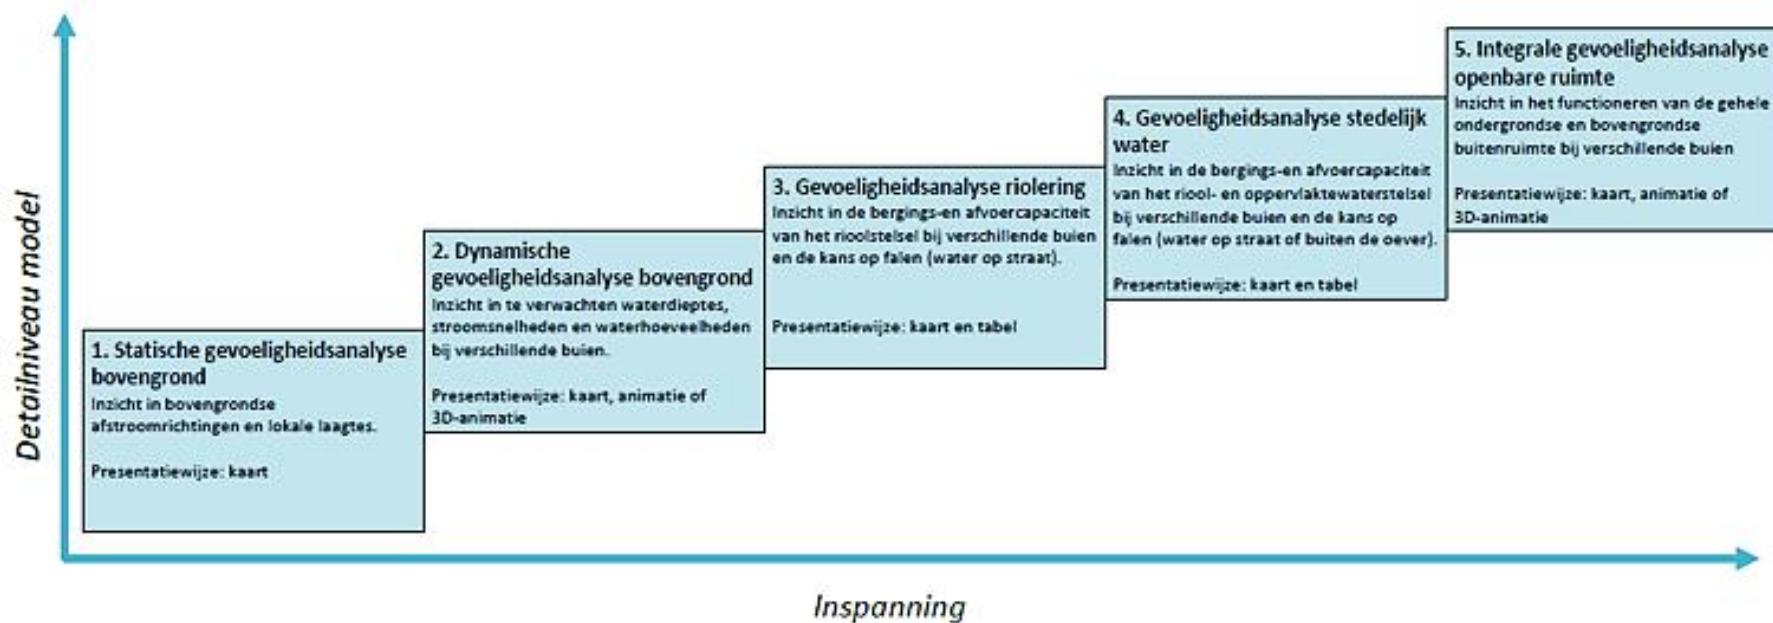 Detailniveau model
1. Statische gevoeligheidsanalyse
bovengrond
Inzicht in bovengrondse
afstroomrichtingen en lokale laagtes.
Presentatiewijze: kaart
2. Dynamische
gevoeligheidsanalyse bovengrond
Inzicht in te verwachten waterdieptes,
stroomsnelheden en waterhoeveelheden
bij verschillende buien.
Presentatiewijze: kaart, animatie of
3D-animatie
3. Gevoeligheidsanalyse riolering
Inzicht in de bergings-en afvoercapaciteit
van het rioolstelsel bij verschillende buien
en de kans op falen (water op straat).
Presentatiewijze: kaart en tabel
4. Gevoeligheidsanalyse stedelijk
water
Inzicht in de bergings-en afvoercapaciteit
van het riool- en oppervlaktewaterstelsel
bij verschillende buien en de kans op
falen (water op straat of buiten de oever).
Presentatiewijze: kaart en tabel
5. Integrale gevoeligheidsanalyse
openbare ruimte
Inzicht in het functioneren van de gehele
ondergrondse en bovengrondse
buitenruimte bij verschillende buien
Presentatiewijze: kaart, animatie of
3D-animatie
Inspanning